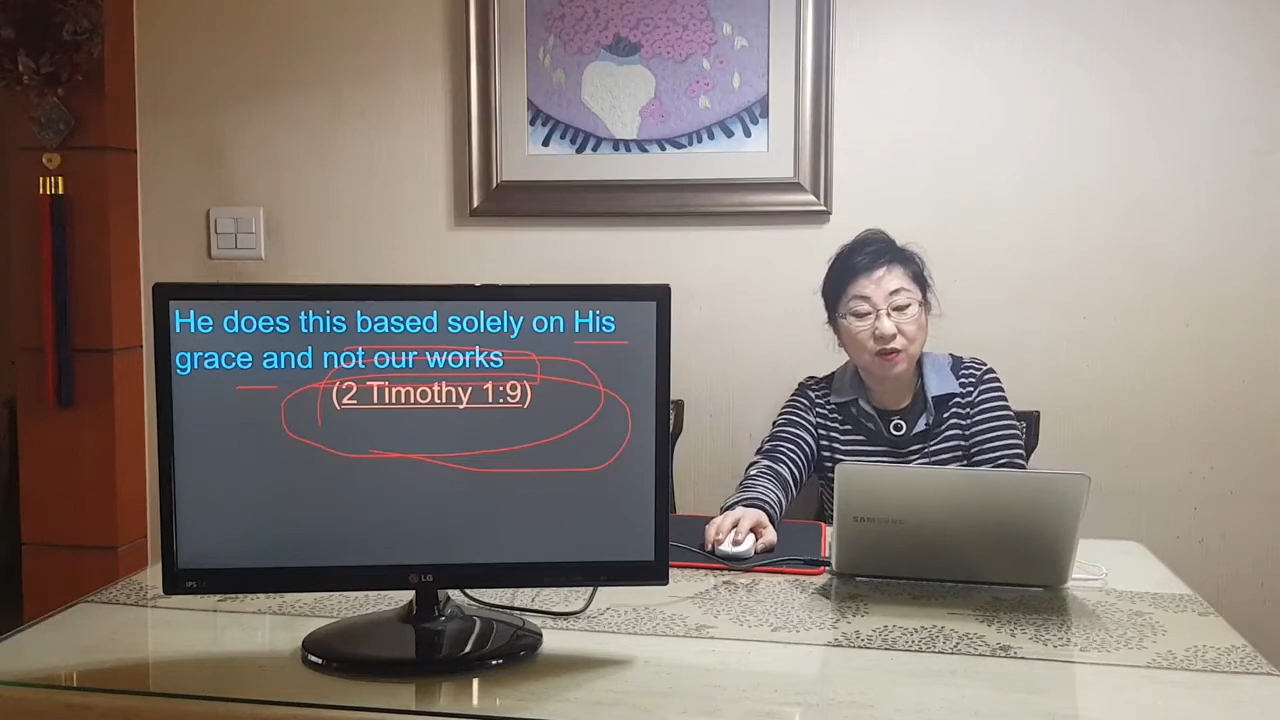 He does this based solely on His
grace and not our works
(2 Timothy 1:9)
LG
SAMSUNG